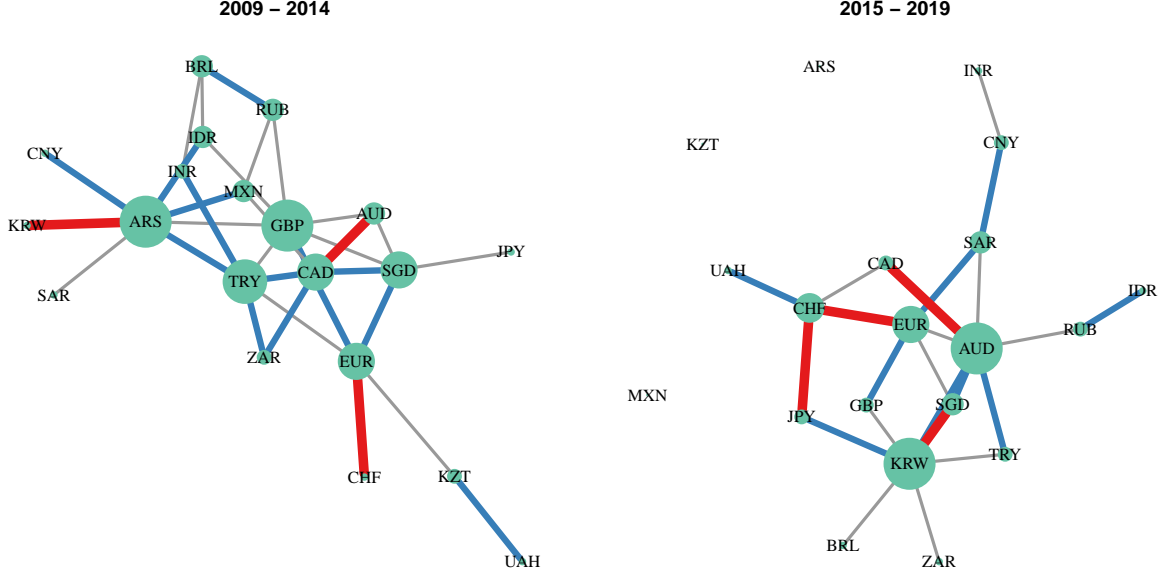 2009 – 2014
BRL
RUB
IDR
CNY
INR
MXN
KRW
ARS
GBP
AUD
JPY
TRY
CAD
SGD
SAR
ZAR
EUR
CHF
KZT
UAH
2015 – 2019
ARS
INR
KZT
CNY
SAR
UAH
CAD
IDR
CHF
EUR
RUB
AUD
MXN
JPY
GBP
SGD
KRW
TRY
BRL
ZAR